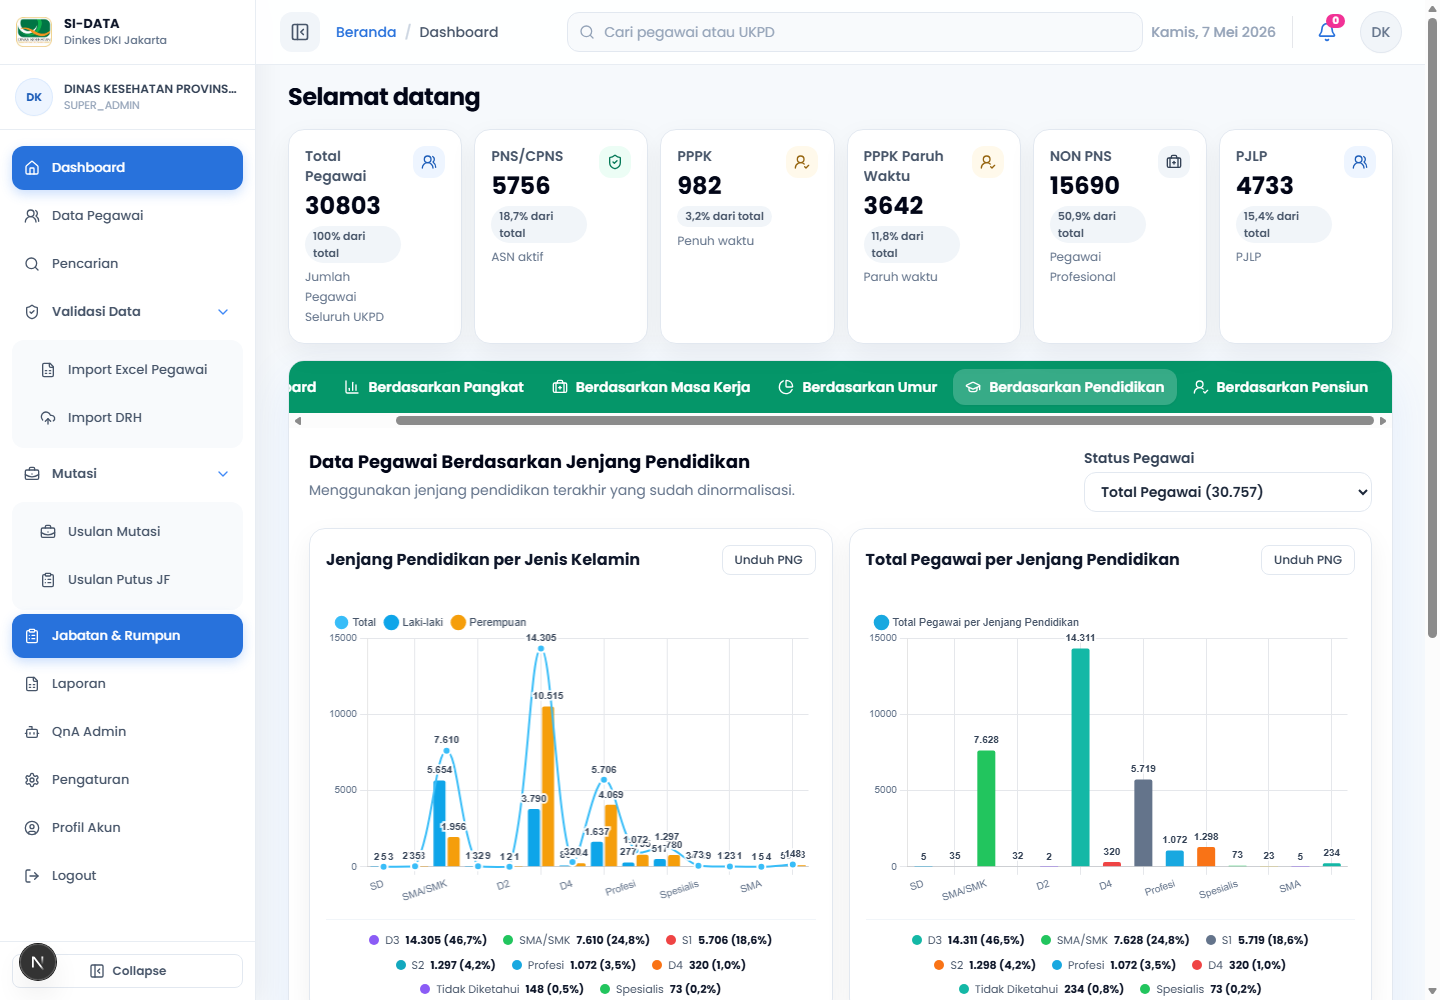 SI-DATA
Dinkes DKI Jakarta
DK
DINAS KESEHATAN PROVINS...
SUPER_ADMIN
Dashboard
Data Pegawai
Pencarian
Validasi Data
Import Excel Pegawai
Import DRH
Mutasi
Usulan Mutasi
Usulan Putus JF
Jabatan & Rumpun
Laporan
QnA Admin
Pengaturan
Profil Akun
Logout
N
Collapse
Beranda / Dashboard
Cari pegawai atau UKPD
Kamis, 7 Mei 2026
0
DK
Selamat datang
Total Pegawai
30803
100% dari total
Jumlah Pegawai Seluruh UKPD
PNS/CPNS
5756
18,7% dari total
ASN aktif
PPPK
982
3,2% dari total
Penuh waktu
PPPK Paruh Waktu
3642
11,8% dari total
Paruh waktu
NON PNS
15690
50,9% dari total
Pegawai Profesional
PJLP
4733
15,4% dari total
PJLP
Berdasarkan Pangkat
Berdasarkan Masa Kerja
Berdasarkan Umur
Berdasarkan Pendidikan
Berdasarkan Pensiun
Data Pegawai Berdasarkan Jenjang Pendidikan
Menggunakan jenjang pendidikan terakhir yang sudah dinormalisasi.
Status Pegawai
Total Pegawai (30.757)
Jenjang Pendidikan per Jenis Kelamin
Unduh PNG
Total Laki-laki Perempuan
15000
10000
5000
0
14.305
10.515
7.610
5.654
1.956
3.790
320
5.706
4.069
1.637
1.072
277
1.297
517
780
148
SD SMA/SMK D2 D4 Profesi Spesialis SMA
D3 14.305 (46,7%) SMA/SMK 7.610 (24,8%) S1 5.706 (18,6%)
S2 1.297 (4,2%) Profesi 1.072 (3,5%) D4 320 (1,0%)
Tidak Diketahui 148 (0,5%) Spesialis 73 (0,2%)
Total Pegawai per Jenjang Pendidikan
Unduh PNG
Total Pegawai per Jenjang Pendidikan
15000
10000
5000
0
5 35 7.628 32 2 14.311 320 5.719 1.072 1.298 73 23 5 234
SD SMA/SMK D2 D4 Profesi Spesialis SMA
D3 14.311 (46,5%) SMA/SMK 7.628 (24,8%) S1 5.719 (18,6%)
S2 1.298 (4,2%) Profesi 1.072 (3,5%) D4 320 (1,0%)
Tidak Diketahui 234 (0,8%) Spesialis 73 (0,2%)